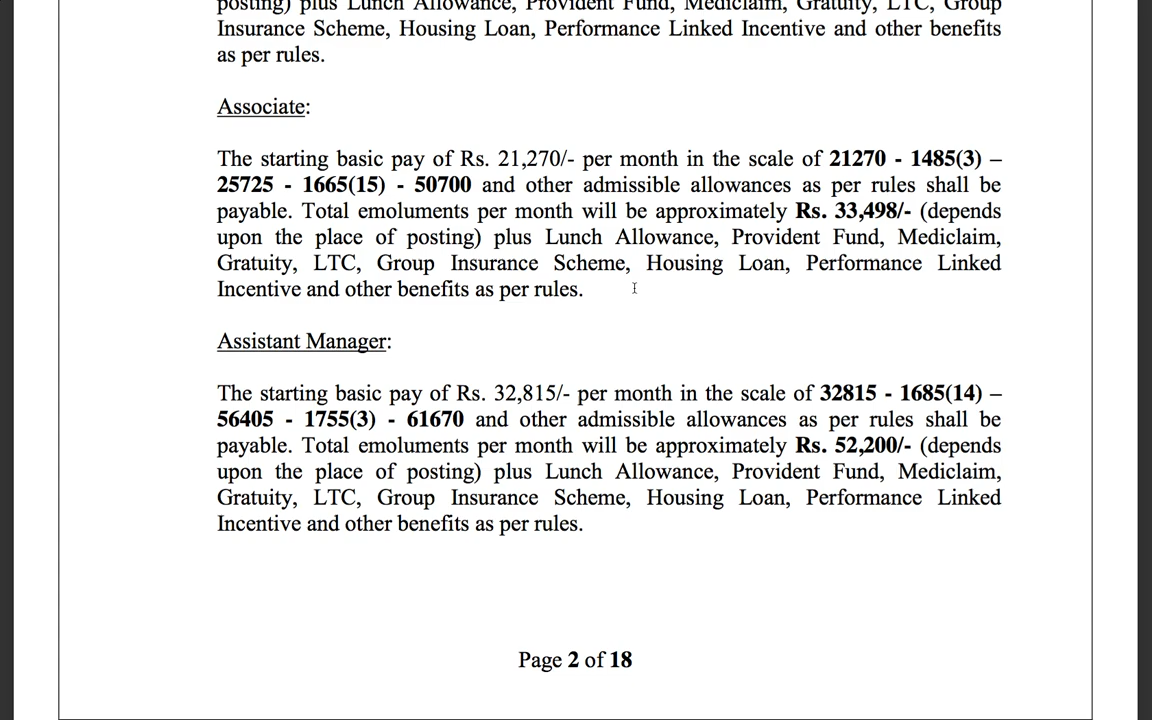 posting) plus Lunch Allowance, Provident Fund, Mediclaim, Gratuity, LTC, Group
Insurance Scheme, Housing Loan, Performance Linked Incentive and other benefits
as per rules.
Associate:
The starting basic pay of Rs. 21,270/- per month in the scale of 21270 - 1485(3) –
25725 - 1665(15) - 50700 and other admissible allowances as per rules shall be
payable. Total emoluments per month will be approximately Rs. 33,498/- (depends
upon the place of posting) plus Lunch Allowance, Provident Fund, Mediclaim,
Gratuity, LTC, Group Insurance Scheme, Housing Loan, Performance Linked
Incentive and other benefits as per rules.
Assistant Manager:
The starting basic pay of Rs. 32,815/- per month in the scale of 32815 - 1685(14) –
56405 - 1755(3) - 61670 and other admissible allowances as per rules shall be
payable. Total emoluments per month will be approximately Rs. 52,200/- (depends
upon the place of posting) plus Lunch Allowance, Provident Fund, Mediclaim,
Gratuity, LTC, Group Insurance Scheme, Housing Loan, Performance Linked
Incentive and other benefits as per rules.
Page 2 of 18